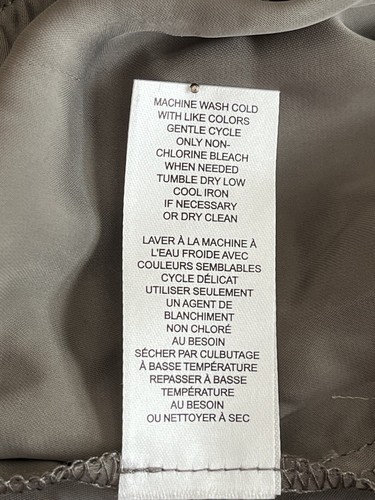 MACHINE WASH COLD
WITH LIKE COLORS
GENTLE CYCLE
ONLY NON-
CHLORINE BLEACH
WHEN NEEDED
TUMBLE DRY LOW
COOL IRON
IF NECESSARY
OR DRY CLEAN
LAVER À LA MACHINE À
L'EAU FROIDE AVEC
COULEURS SEMBLABLES
CYCLE DÉLICAT
UTILISER SEULEMENT
UN AGENT DE
BLANCHIMENT
NON CHLORÉ
AU BESOIN
SÉCHER PAR CULBUTAGE
À BASSE TEMPÉRATURE
REPASSER À BASSE
TEMPÉRATURE
AU BESOIN
OU NETTOYER À SEC